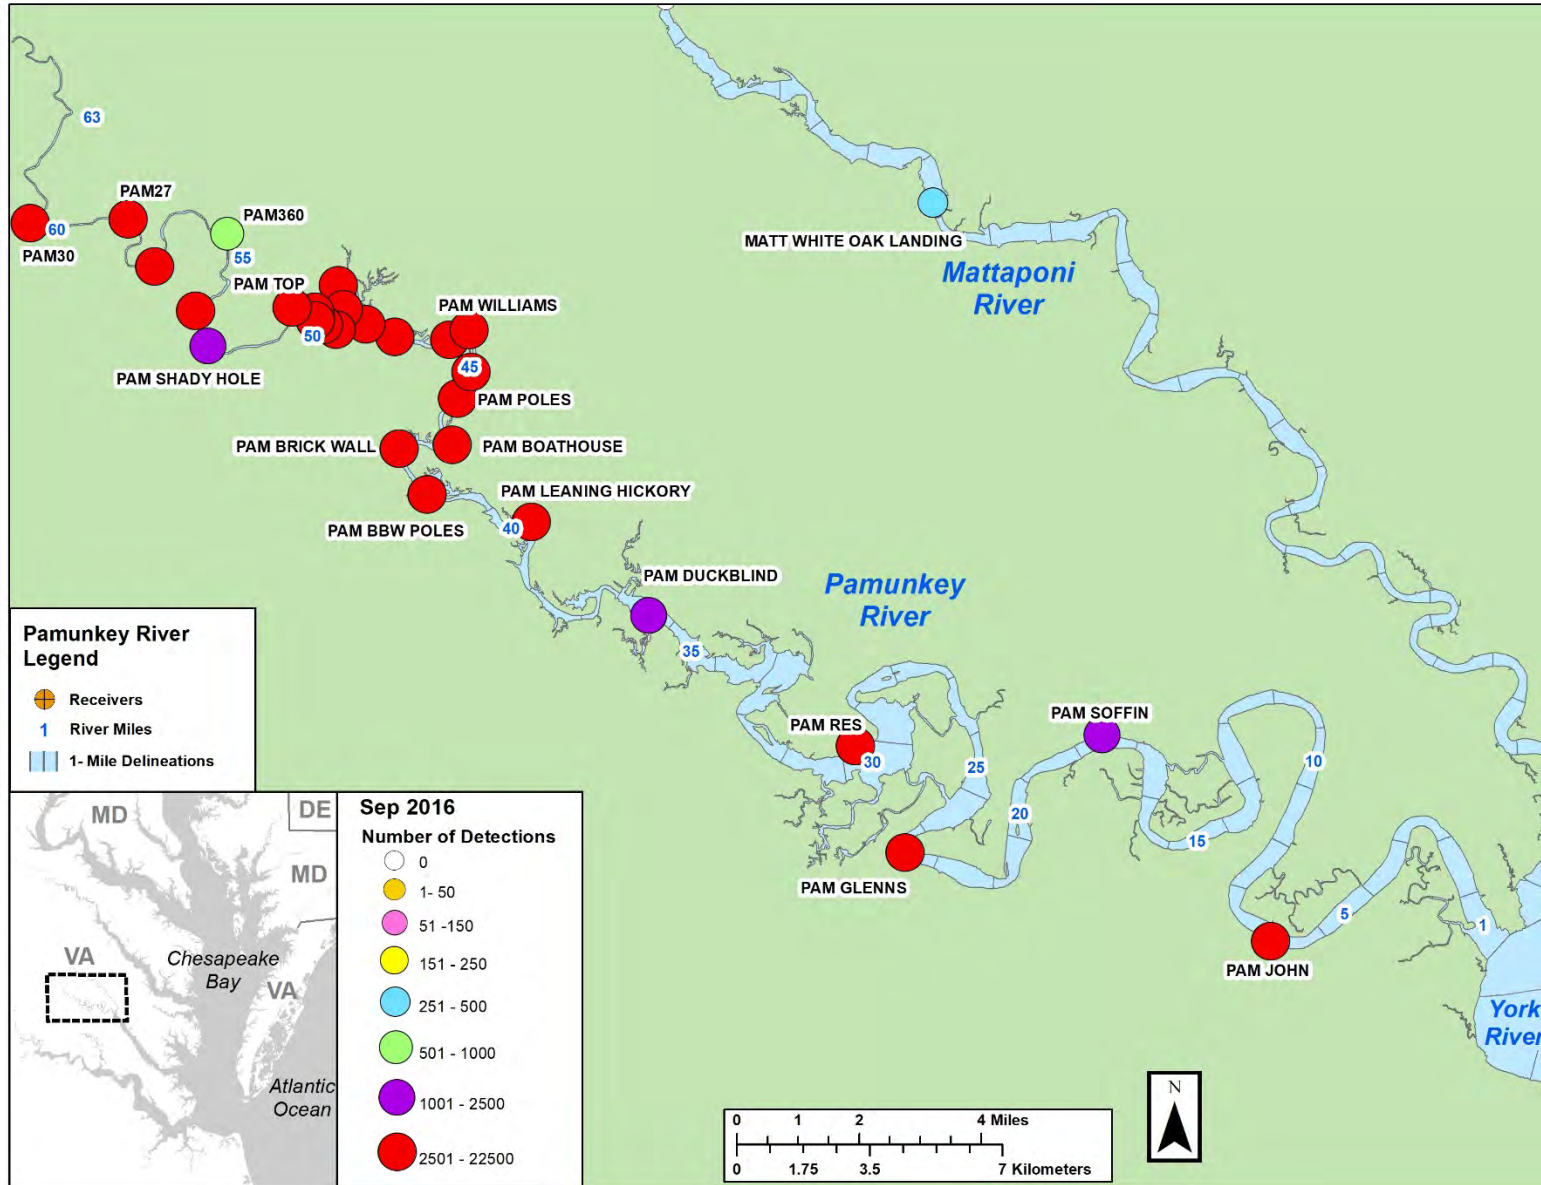 63
PAM27
PAM360
60
PAM30
55
PAM TOP
50
PAM SHADY HOLE
PAM WILLIAMS
45
PAM POLES
PAM BRICK WALL
PAM BOATHOUSE
PAM LEANING HICKORY
PAM BBW POLES
40
MATT WHITE OAK LANDING
Mattaponi
River
PAM DUCKBLIND
Pamunkey
River
35
PAM RES
30
25
PAM SOFFIN
20
15
10
PAM GLENNS
5
1
PAM JOHN
York
River
Pamunkey River
Legend
Receivers
1 River Miles
1- Mile Delineations
MD
DE
MD
VA
Chesapeake
Bay
VA
Atlantic
Ocean
Sep 2016
Number of Detections
0
1- 50
51 -150
151 - 250
251 - 500
501 - 1000
1001 - 2500
2501 - 22500
0 1 2 4 Miles
0 1.75 3.5 7 Kilometers
N